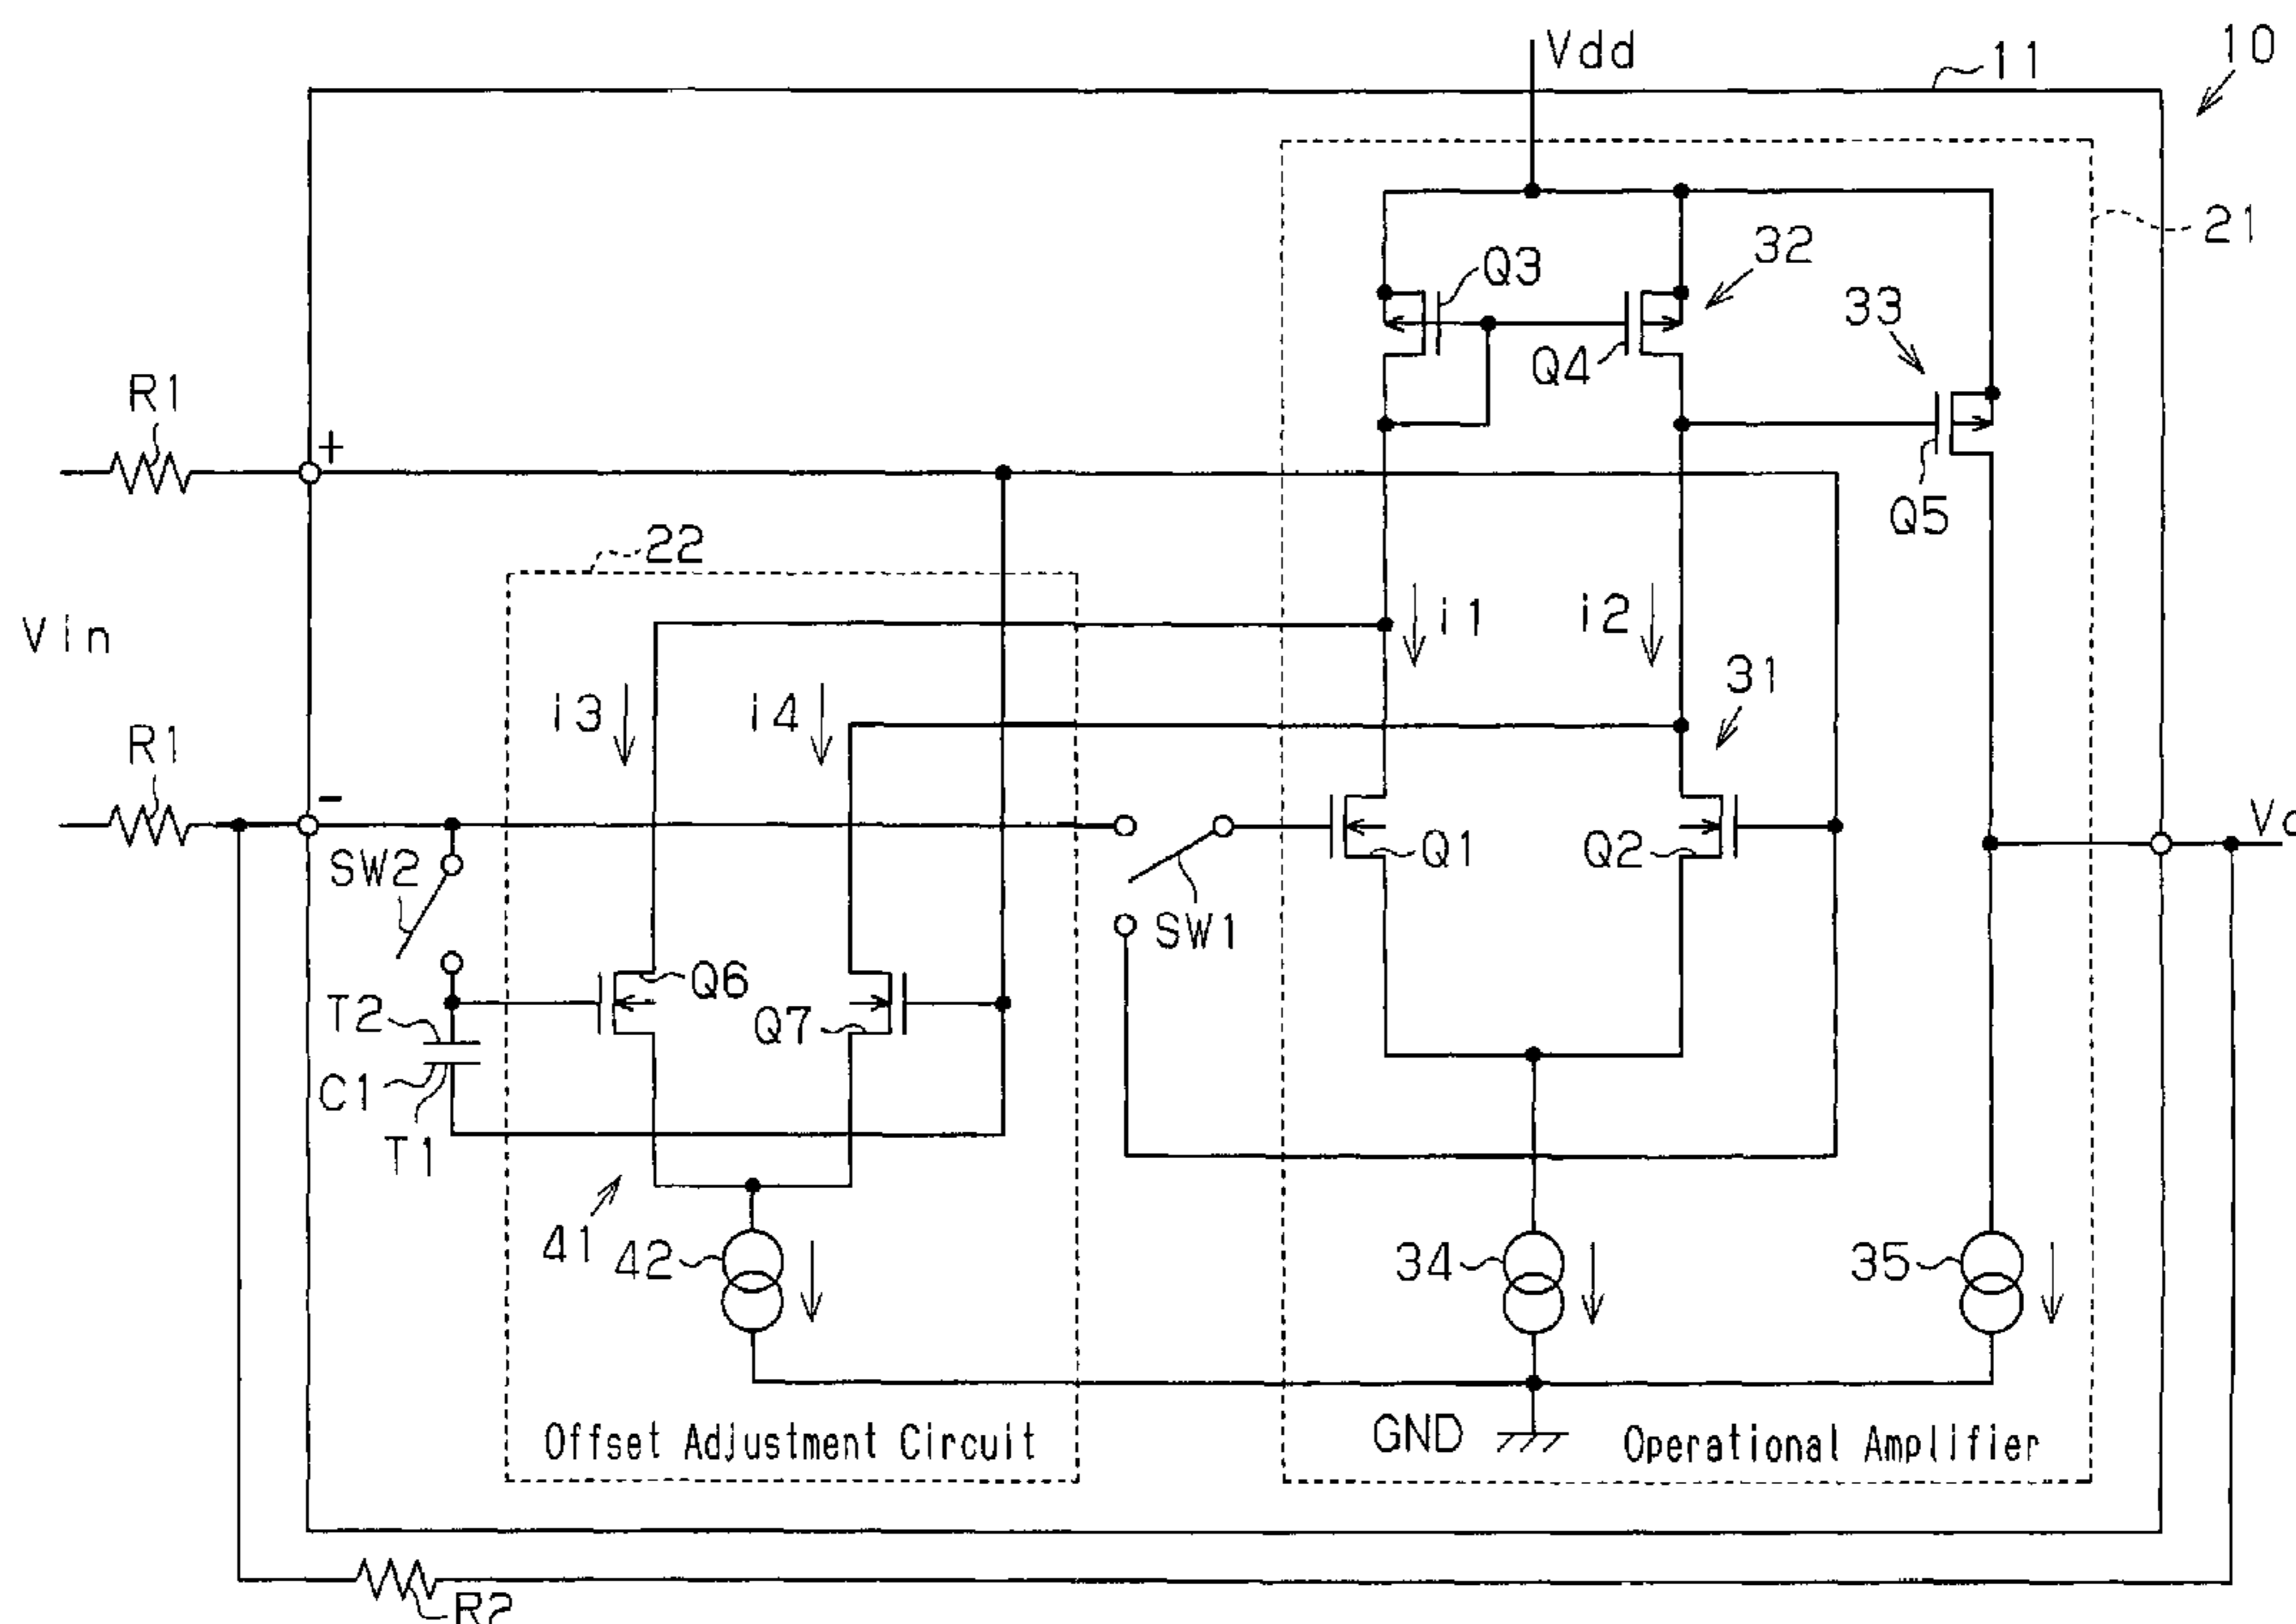 10
Vdd
11
21
Q3
32
33
Q4
R1
+
Q5
22
Vin
i1
i2
31
i3
i4
R1
-
SW2
SW1
Q1
Q2
T2
Q6
Q7
C1
T1
41
42
34
35
Offset Adjustment Circuit
GND
Operational Amplifier
R2